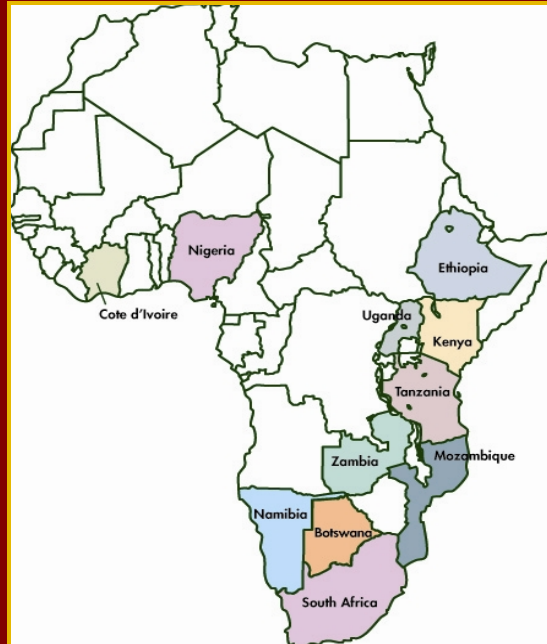 Nigeria
Ethiopia
Cote d'Ivoire
Uganda
Kenya
Tanzania
Mozambique
Zambia
Namibia
Botswana
South Africa